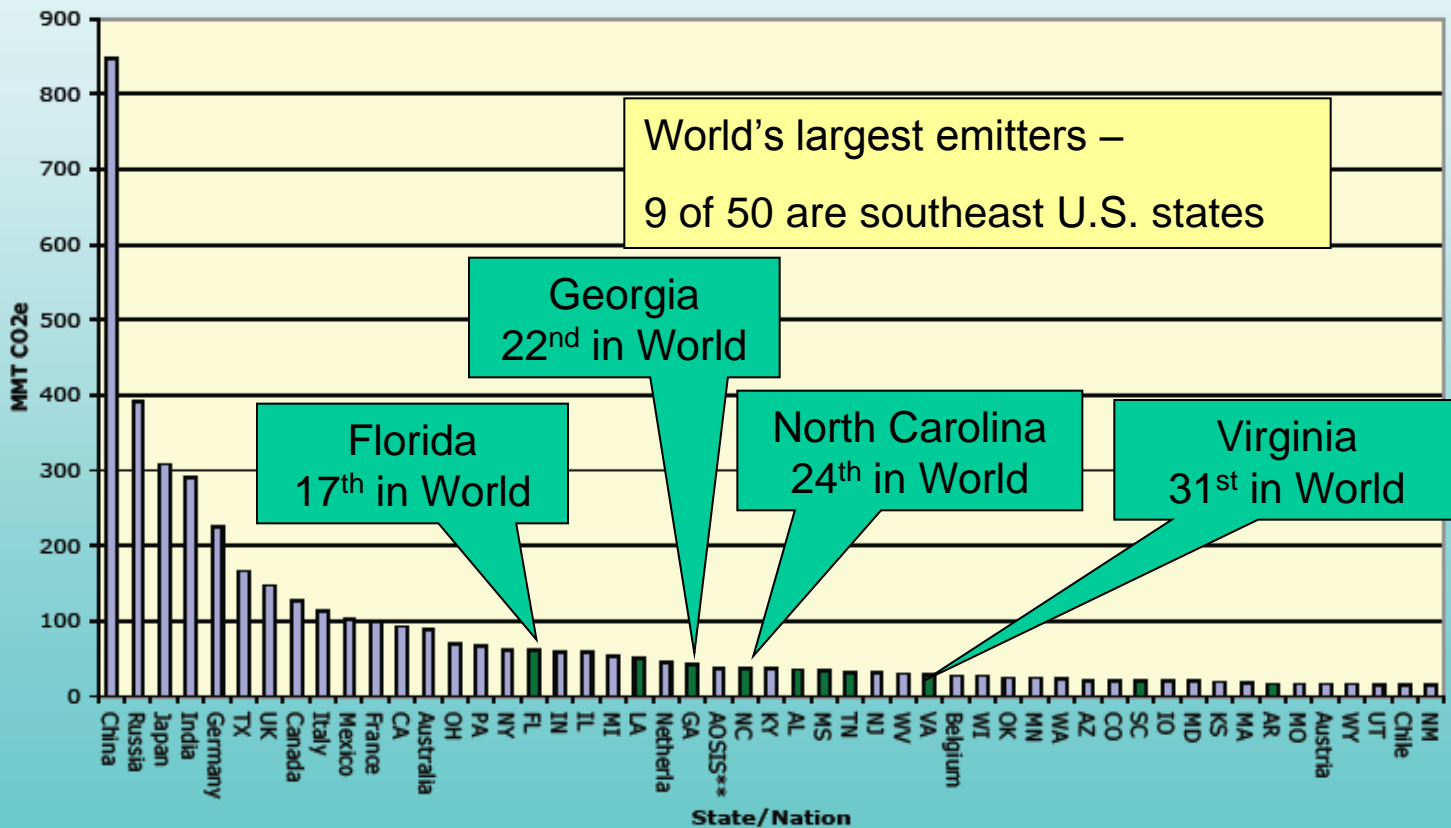 900
800
700
600
500
400
300
200
100
0
MMT CO2e
World's largest emitters –
9 of 50 are southeast U.S. states
Georgia
22nd in World
Florida
17th in World
North Carolina
24th in World
Virginia
31st in World
China
Russia
Japan
India
Germany
TX
UK
Canada
Italy
Mexico
France
CA
Australia
OH
PA
NY
FL
IN
IL
MI
LA
Netherla
GA
AOSIS**
NC
KY
AL
MS
TN
NJ
WV
VA
Belgium
WI
OK
MN
WA
AZ
CO
SC
IO
MD
KS
MA
AR
MO
Austria
WY
UT
Chile
NM
State/Nation